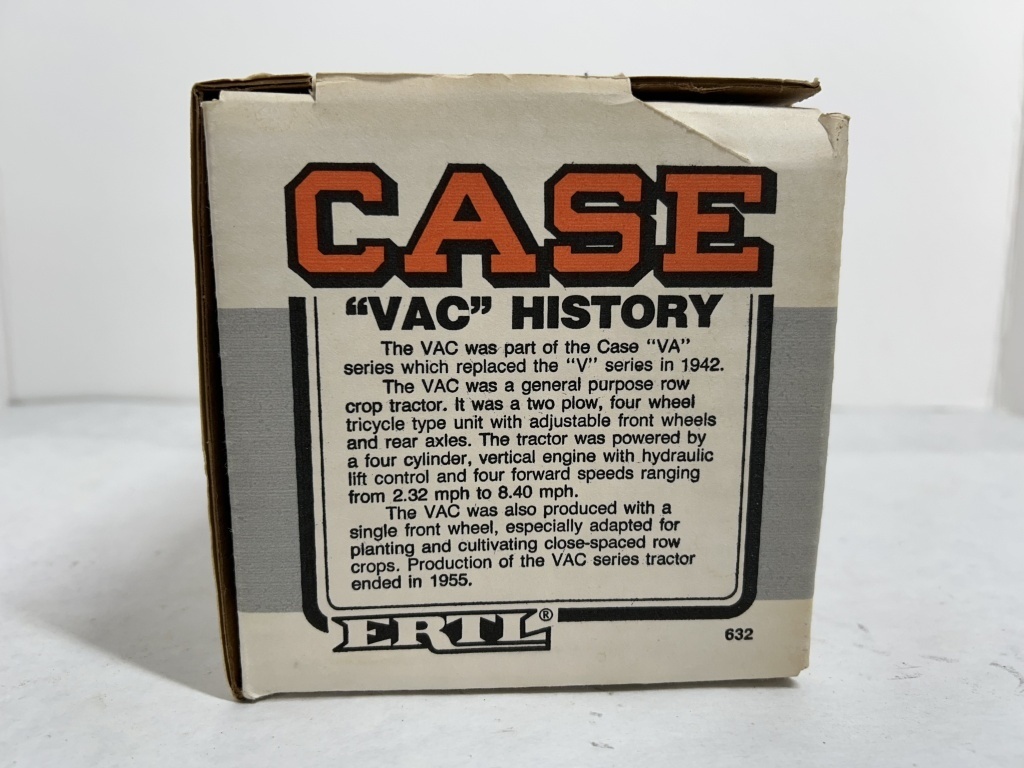 CASE
“VAC” HISTORY
The VAC was part of the Case “VA”
series which replaced the “V” series in 1942.
The VAC was a general purpose row
crop tractor. It was a two plow, four wheel
tricycle type unit with adjustable front wheels
and rear axles. The tractor was powered by
a four cylinder, vertical engine with hydraulic
lift control and four forward speeds ranging
from 2.32 mph to 8.40 mph.
The VAC was also produced with a
single front wheel, especially adapted for
planting and cultivating close-spaced row
crops. Production of the VAC series tractor
ended in 1955.
ERTL®
632